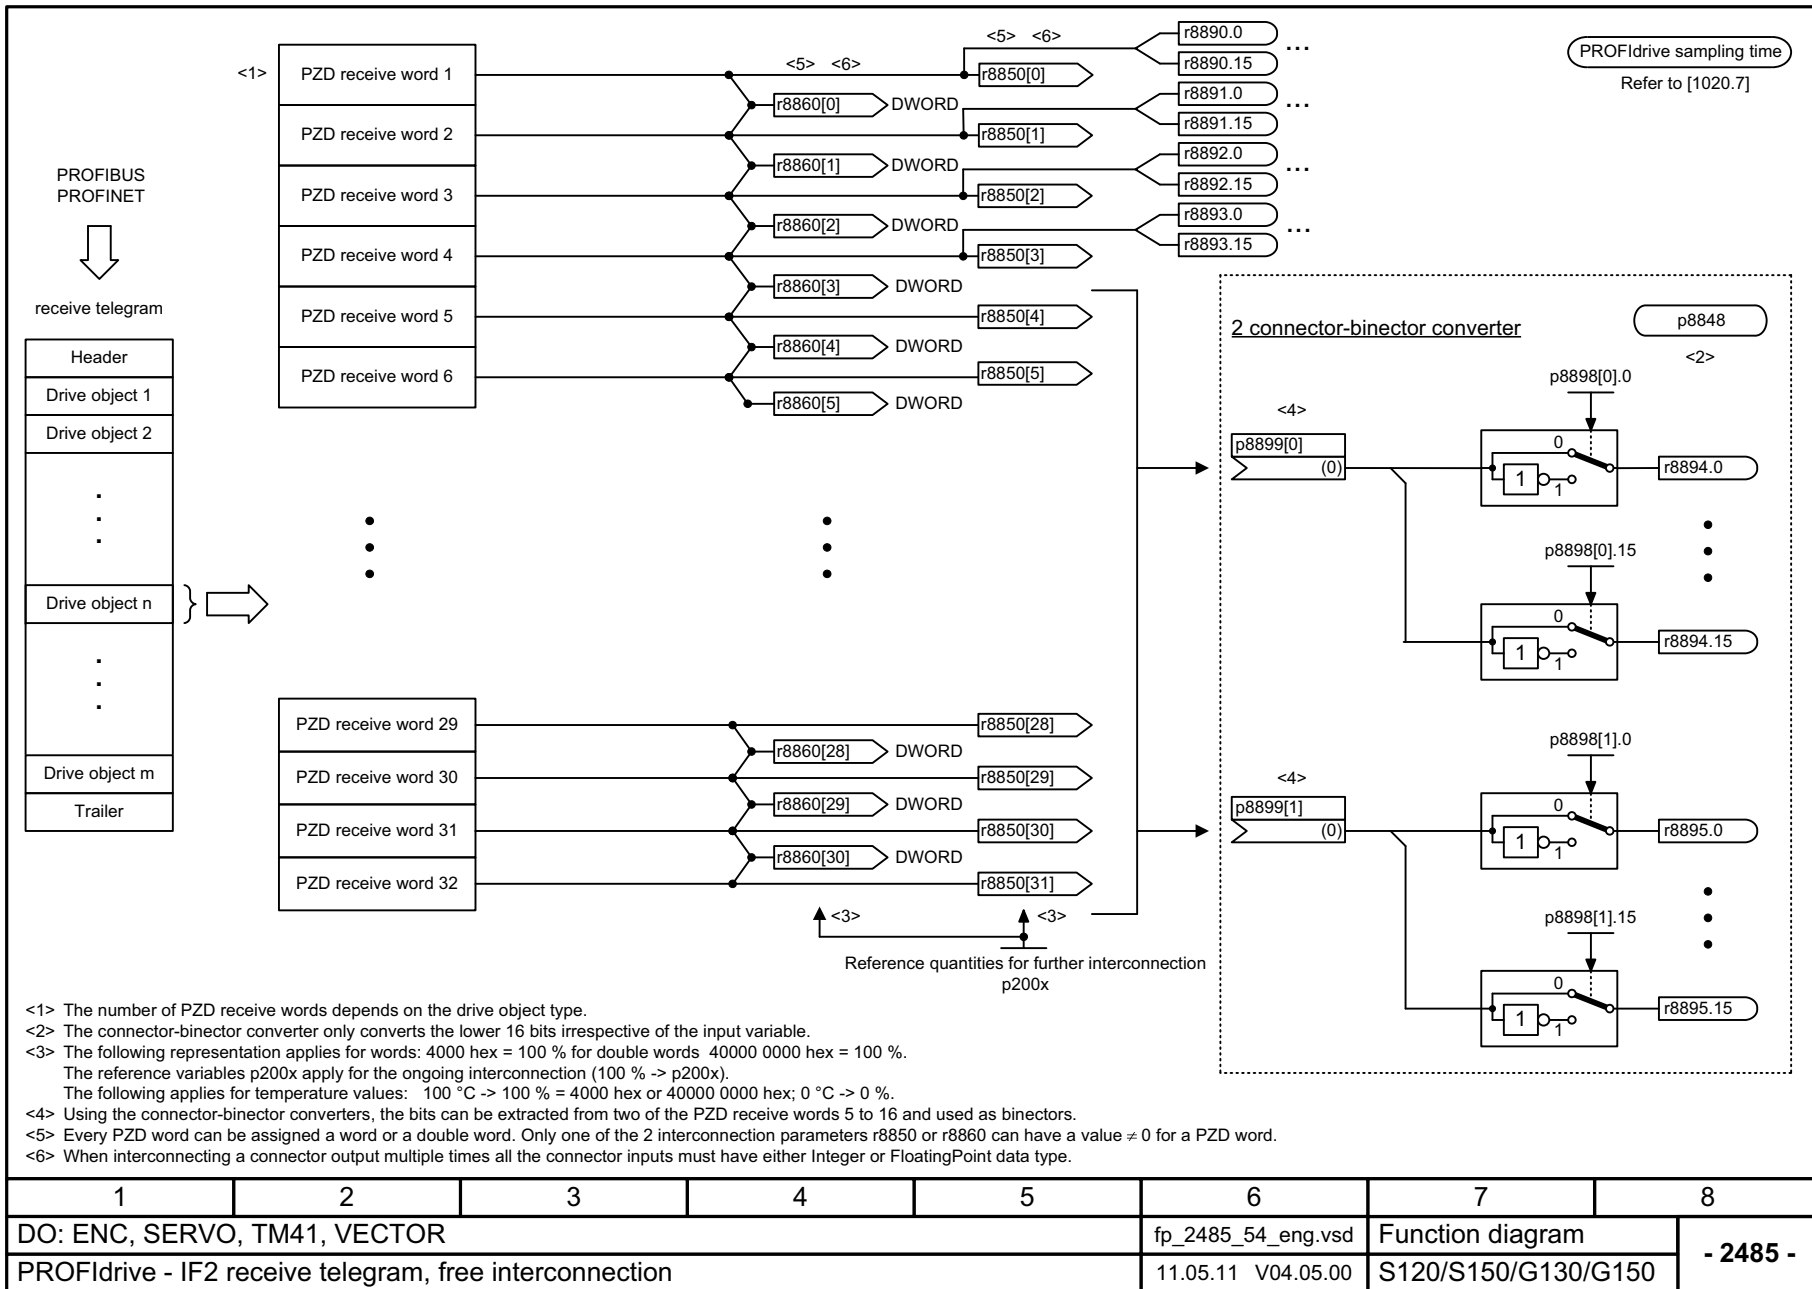 <5> <6>
r8890.0
...
r8890.15
PROFIdrive sampling time
Refer to [1020.7]
<1>
PZD receive word 1
<5> <6>
r8850[0]
r8860[0]
DWORD
r8891.0
...
r8891.15
PZD receive word 2
r8850[1]
r8860[1]
DWORD
r8892.0
...
r8892.15
PROFIBUS
PROFINET
PZD receive word 3
r8850[2]
r8860[2]
DWORD
r8893.0
...
r8893.15
PZD receive word 4
r8850[3]
r8860[3]
DWORD
receive telegram
PZD receive word 5
r8850[4]
r8860[4]
DWORD
PZD receive word 6
r8850[5]
r8860[5]
DWORD
Header
Drive object 1
Drive object 2
Drive object n
}
Drive object m
Trailer
2 connector-binector converter
p8848
<2>
p8898[0].0
<4>
p8899[0]
(0)
0
1
1
r8894.0
p8898[0].15
0
1
1
r8894.15
PZD receive word 29
r8850[28]
r8860[28]
DWORD
PZD receive word 30
r8850[29]
r8860[29]
DWORD
PZD receive word 31
r8850[30]
r8860[30]
DWORD
PZD receive word 32
r8850[31]
<3>
<3>
Reference quantities for further interconnection
p200x
p8898[1].0
<4>
p8899[1]
(0)
0
1
1
r8895.0
p8898[1].15
0
1
1
r8895.15
<1> The number of PZD receive words depends on the drive object type.
<2> The connector-binector converter only converts the lower 16 bits irrespective of the input variable.
<3> The following representation applies for words: 4000 hex = 100 % for double words 40000 0000 hex = 100 %.
The reference variables p200x apply for the ongoing interconnection (100 % -> p200x).
The following applies for temperature values: 100 °C -> 100 % = 4000 hex or 40000 0000 hex; 0 °C -> 0 %.
<4> Using the connector-binector converters, the bits can be extracted from two of the PZD receive words 5 to 16 and used as binectors.
<5> Every PZD word can be assigned a word or a double word. Only one of the 2 interconnection parameters r8850 or r8860 can have a value ≠ 0 for a PZD word.
<6> When interconnecting a connector output multiple times all the connector inputs must have either Integer or FloatingPoint data type.
1 2 3 4 5 6 7 8
DO: ENC, SERVO, TM41, VECTOR
fp_2485_54_eng.vsd
Function diagram
- 2485 -
PROFIdrive - IF2 receive telegram, free interconnection
11.05.11 V04.05.00
S120/S150/G130/G150